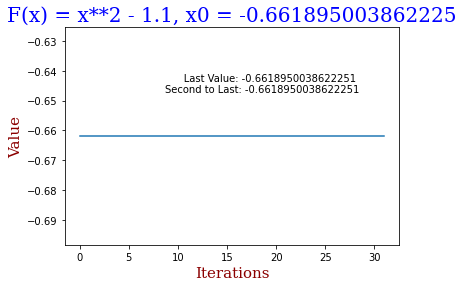 F(x) = x**2 - 1.1, x0 = -0.661895003862225
−0.63
−0.64
−0.65
−0.66
−0.67
−0.68
−0.69
Last Value: -0.6618950038622251
Second to Last: -0.6618950038622251
Value
0 5 10 15 20 25 30
Iterations